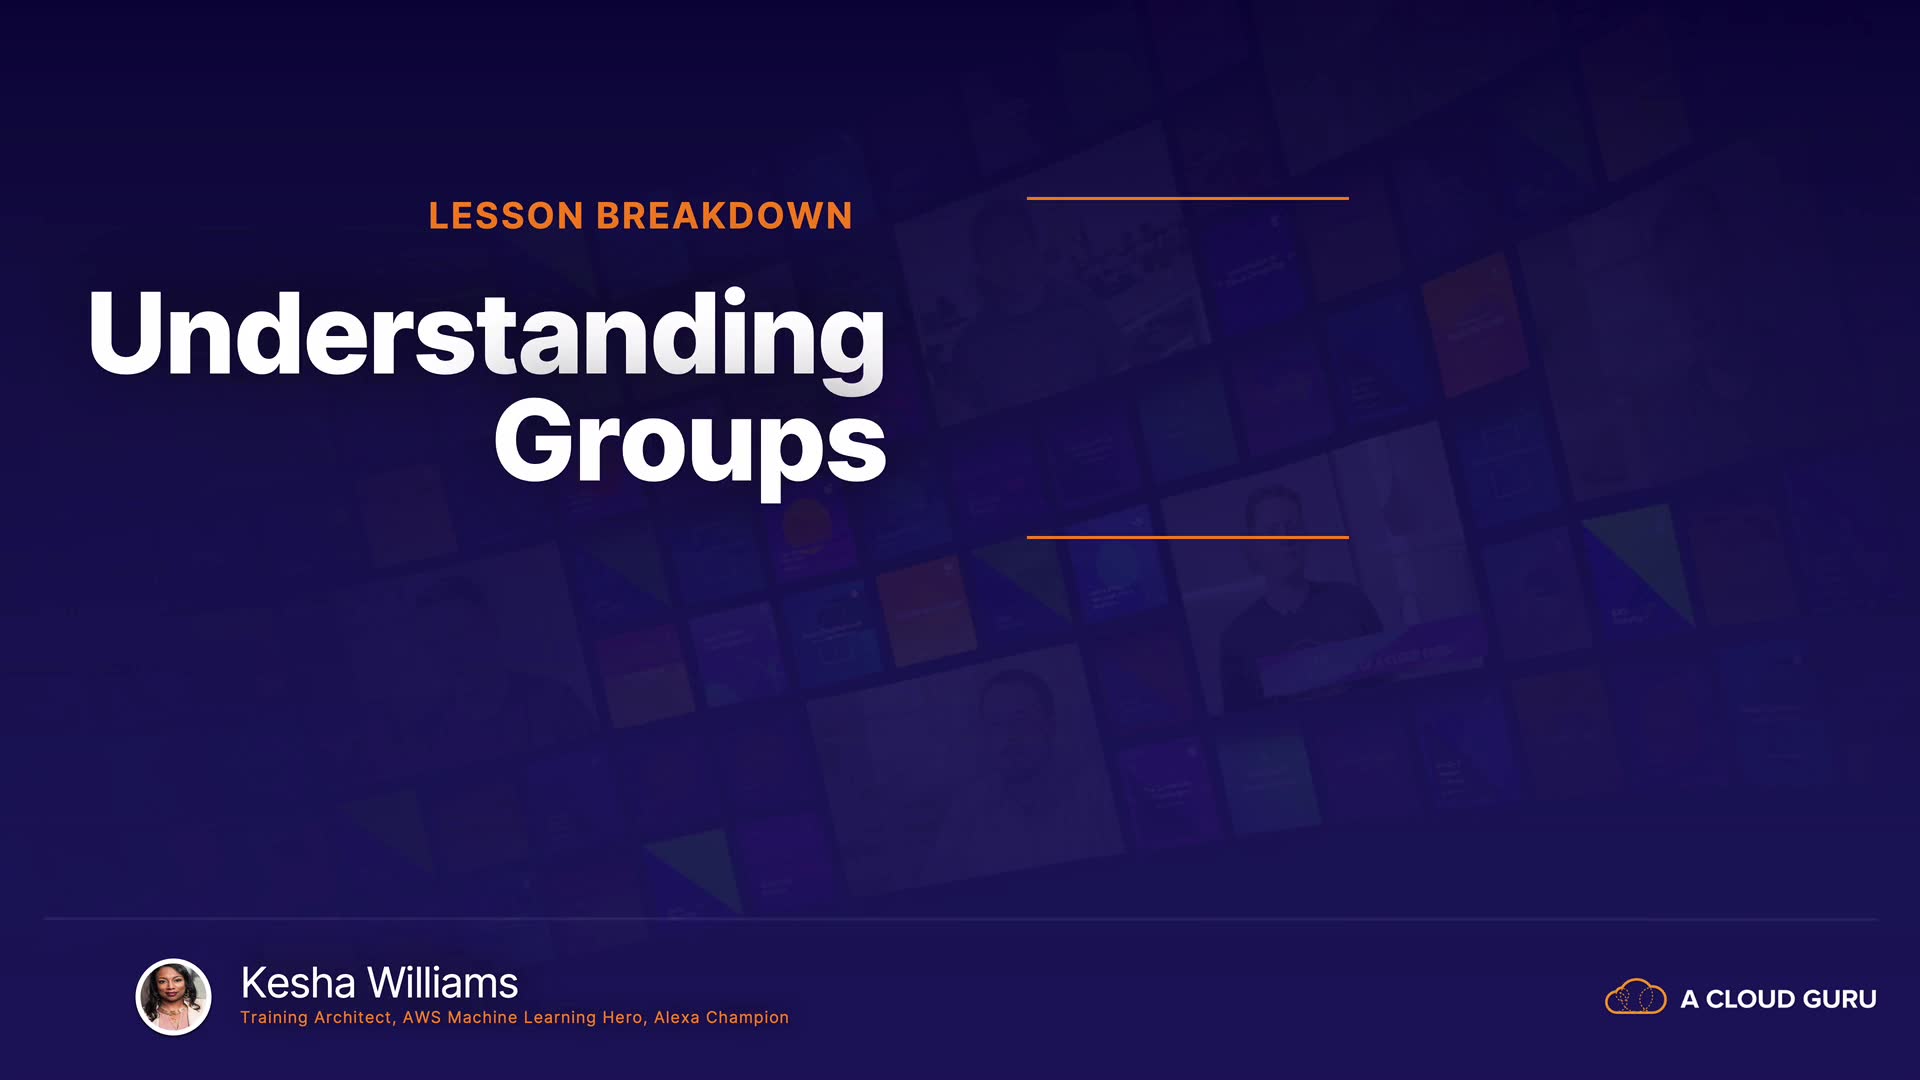 LESSON BREAKDOWN
Understanding
Groups
Kesha Williams
Training Architect, AWS Machine Learning Hero, Alexa Champion
A CLOUD GURU